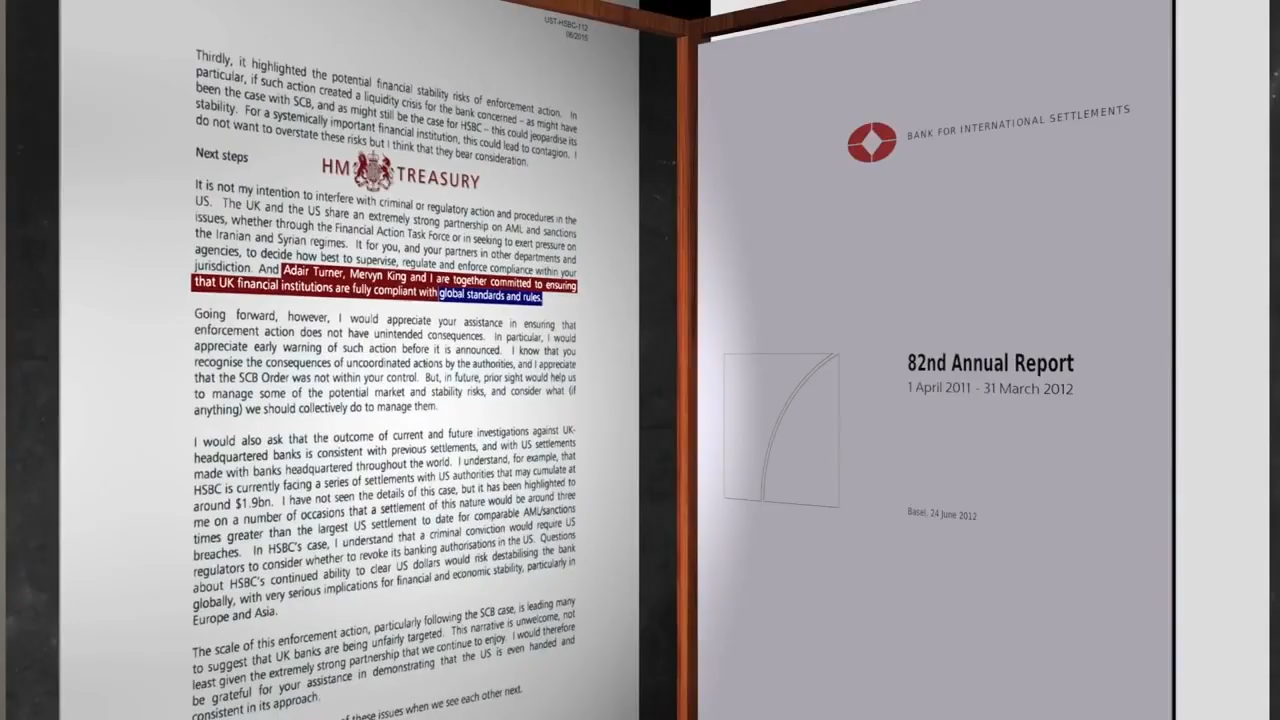 UST-HSBC-112
06/2015
Thirdly, it highlighted the potential financial stability risks of enforcement action. In
particular, if such action created a liquidity crisis for the bank concerned – as might have
been the case with SCB, and as might still be the case for HSBC – this could jeopardise its
stability. For a systemically important financial institution, this could lead to contagion. I
do not want to overstate these risks but I think that they bear consideration.
Next steps
HM TREASURY
It is not my intention to interfere with criminal or regulatory action and procedures in the
US. The UK and the US share an extremely strong partnership on AML and sanctions
issues, whether through the Financial Action Task Force or in seeking to exert pressure on
the Iranian and Syrian regimes. It for you, and your partners in other departments and
agencies, to decide how best to supervise, regulate and enforce compliance within your
jurisdiction. And Adair Turner, Mervyn King and I are together committed to ensuring
that UK financial institutions are fully compliant with global standards and rules.
Going forward, however, I would appreciate your assistance in ensuring that
enforcement action does not have unintended consequences. In particular, I would
appreciate early warning of such action before it is announced. I know that you
recognise the consequences of uncoordinated actions by the authorities, and I appreciate
that the SCB Order was not within your control. But, in future, prior sight would help us
to manage some of the potential market and stability risks, and consider what (if
anything) we should collectively do to manage them.
I would also ask that the outcome of current and future investigations against UK-
headquartered banks is consistent with previous settlements, and with US settlements
made with banks headquartered throughout the world. I understand, for example, that
HSBC is currently facing a series of settlements with US authorities that may cumulate at
around $1.9bn. I have not seen the details of this case, but it has been highlighted to
me on a number of occasions that a settlement of this nature would be around three
times greater than the largest US settlement to date for comparable AML/sanctions
breaches. In HSBC's case, I understand that a criminal conviction would require US
regulators to consider whether to revoke its banking authorisations in the US. Questions
about HSBC's continued ability to clear US dollars would risk destabilising the bank
globally, with very serious implications for financial and economic stability, particularly in
Europe and Asia.
The scale of this enforcement action, particularly following the SCB case, is leading many
to suggest that UK banks are being unfairly targeted. This narrative is unwelcome, not
least given the extremely strong partnership that we continue to enjoy. I would therefore
be grateful for your assistance in demonstrating that the US is even handed and
consistent in its approach.
of these issues when we see each other next.
BANK FOR INTERNATIONAL SETTLEMENTS
82nd Annual Report
1 April 2011 - 31 March 2012
Basel, 24 June 2012